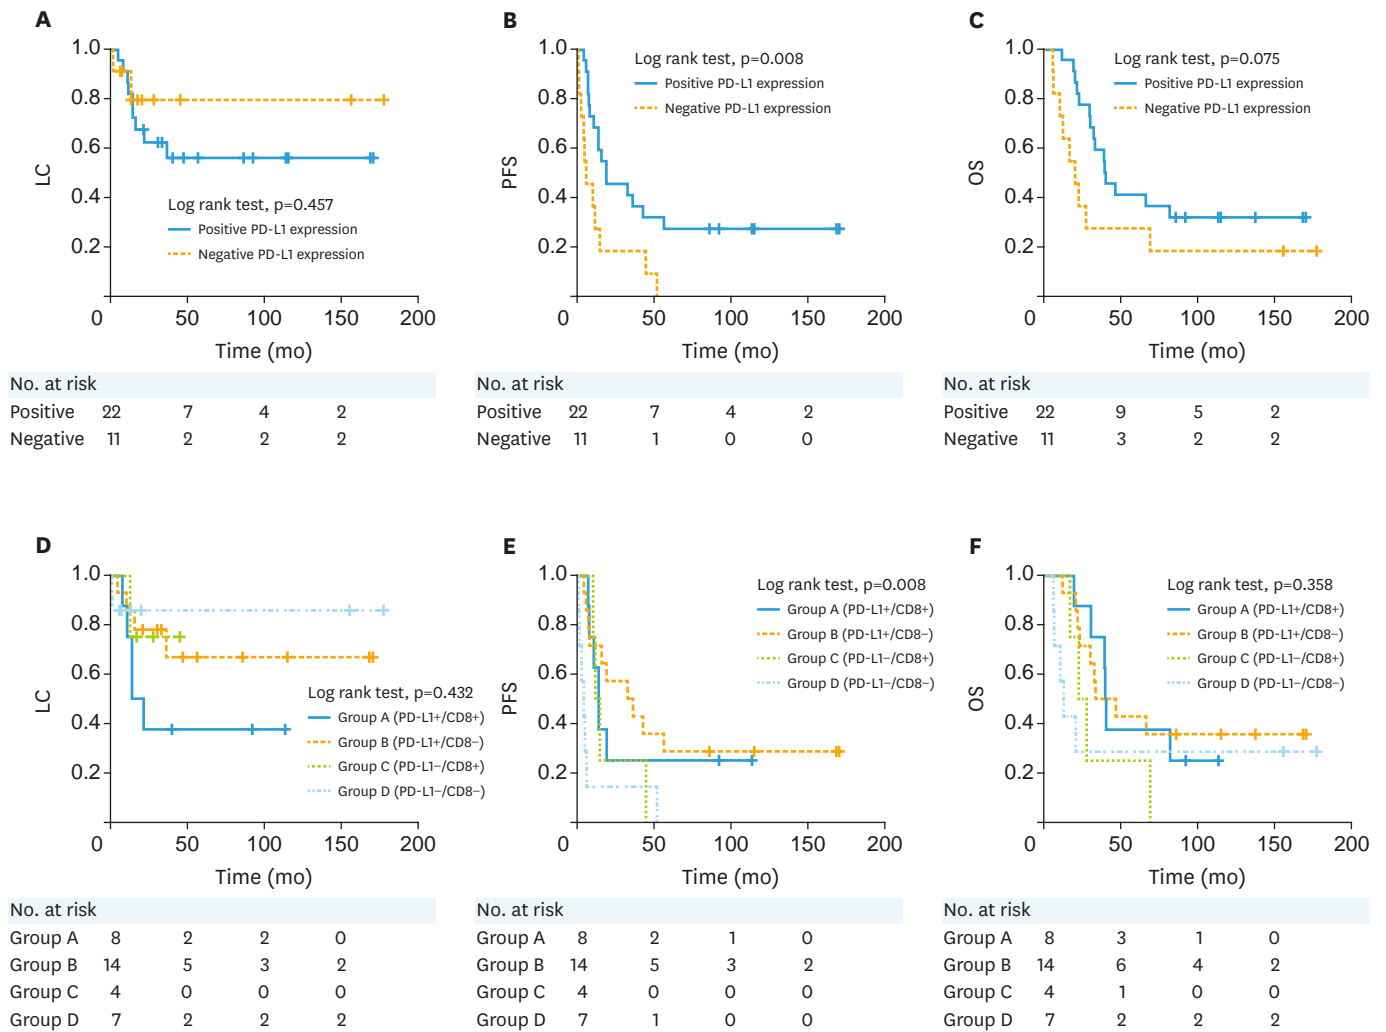 A
1.0
0.8
0.6
0.4
0.2
LC
Log rank test, p=0.457
Positive PD-L1 expression
Negative PD-L1 expression
0 50 100 150 200
Time (mo)
No. at risk
Positive 22 7 4 2
Negative 11 2 2 2
B
1.0
0.8
0.6
0.4
0.2
PFS
Log rank test, p=0.008
Positive PD-L1 expression
Negative PD-L1 expression
0 50 100 150 200
Time (mo)
No. at risk
Positive 22 7 4 2
Negative 11 1 0 0
C
1.0
0.8
0.6
0.4
0.2
OS
Log rank test, p=0.075
Positive PD-L1 expression
Negative PD-L1 expression
0 50 100 150 200
Time (mo)
No. at risk
Positive 22 9 5 2
Negative 11 3 2 2
D
1.0
0.8
0.6
0.4
0.2
LC
Log rank test, p=0.432
Group A (PD-L1+/CD8+)
Group B (PD-L1+/CD8−)
Group C (PD-L1−/CD8+)
Group D (PD-L1−/CD8−)
0 50 100 150 200
Time (mo)
No. at risk
Group A 8 2 2 0
Group B 14 5 3 2
Group C 4 0 0 0
Group D 7 2 2 2
E
1.0
0.8
0.6
0.4
0.2
PFS
Log rank test, p=0.008
Group A (PD-L1+/CD8+)
Group B (PD-L1+/CD8−)
Group C (PD-L1−/CD8+)
Group D (PD-L1−/CD8−)
0 50 100 150 200
Time (mo)
No. at risk
Group A 8 2 1 0
Group B 14 5 3 2
Group C 4 0 0 0
Group D 7 1 0 0
F
1.0
0.8
0.6
0.4
0.2
OS
Log rank test, p=0.358
Group A (PD-L1+/CD8+)
Group B (PD-L1+/CD8−)
Group C (PD-L1−/CD8+)
Group D (PD-L1−/CD8−)
0 50 100 150 200
Time (mo)
No. at risk
Group A 8 3 1 0
Group B 14 6 4 2
Group C 4 1 0 0
Group D 7 2 2 2